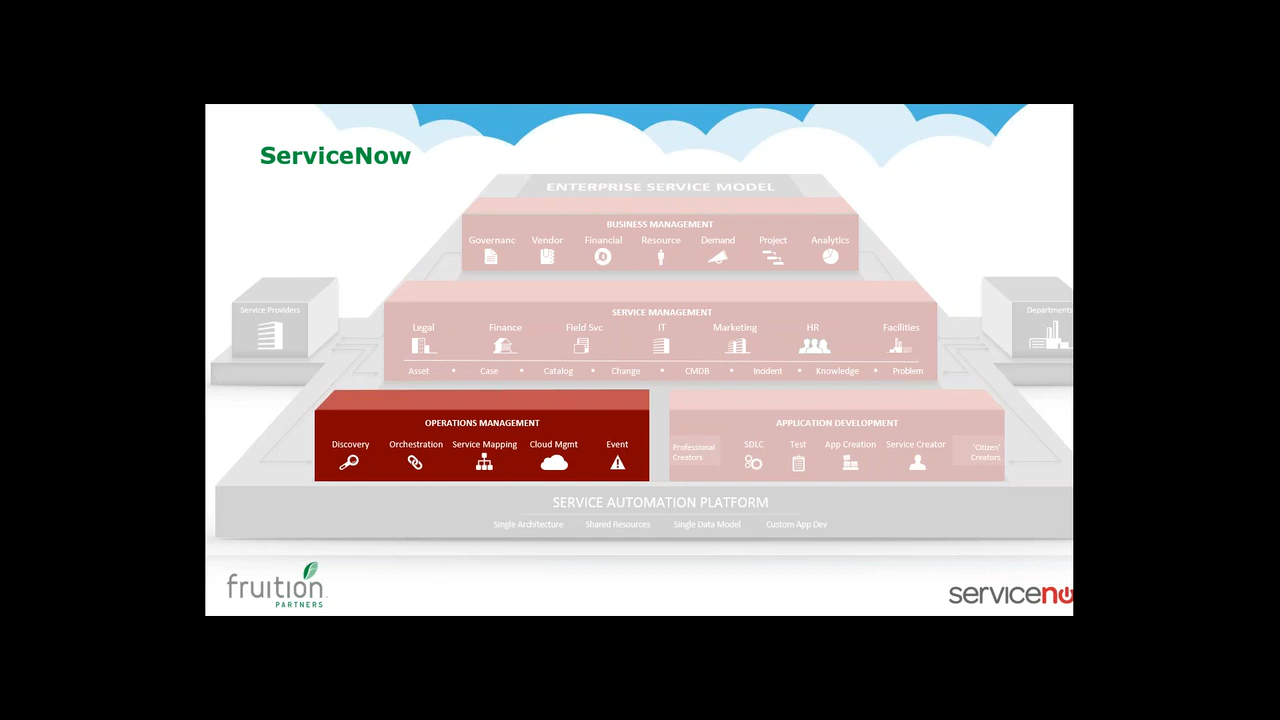 ServiceNow
ENTERPRISE SERVICE MODEL
BUSINESS MANAGEMENT
Governanc Vendor Financial Resource Demand Project Analytics
Service Providers
Departments
SERVICE MANAGEMENT
Legal Finance Field Svc IT Marketing HR Facilities
Asset • Case • Catalog • Change • CMDB • Incident • Knowledge • Problem
OPERATIONS MANAGEMENT
Discovery Orchestration Service Mapping Cloud Mgmt Event
APPLICATION DEVELOPMENT
Professional
Creators
SDLC Test App Creation Service Creator
'Citizen'
Creators
SERVICE AUTOMATION PLATFORM
Single Architecture Shared Resources Single Data Model Custom App Dev
fruition
PARTNERS
serviceno